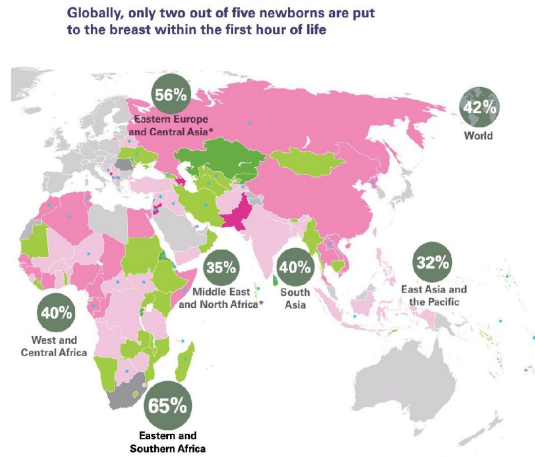 Globally, only two out of five newborns are put
to the breast within the first hour of life
56%
Eastern Europe
and Central Asia*
42%
World
35%
Middle East
and North Africa*
40%
South
Asia
32%
East Asia and
the Pacific
40%
West and
Central Africa
65%
Eastern and
Southern Africa